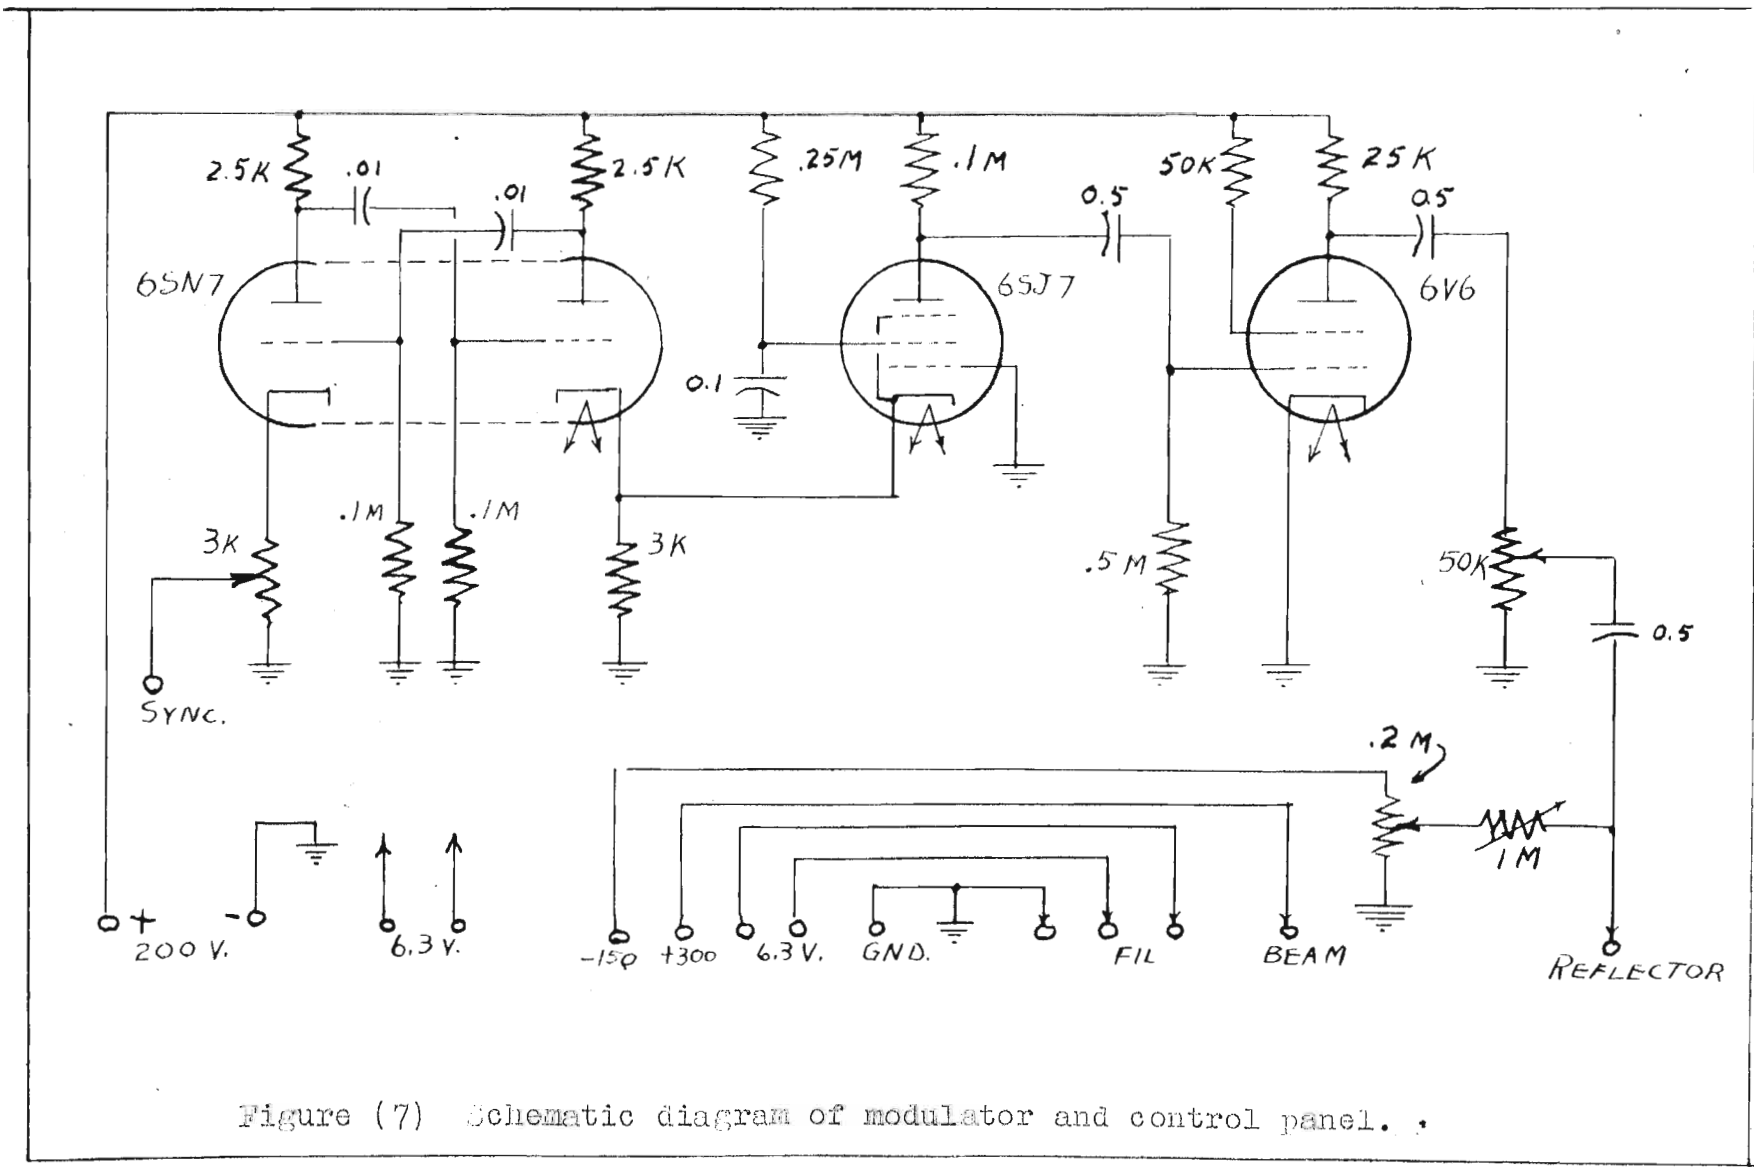 2.5K
.01
.01
2.5K
.25M
.1M
0.5
50K
25K
0.5
6SN7
6SJ7
6V6
0.1
3K
.1M
.1M
3K
.5M
50K
0.5
SYNC.
.2M
1M
+
200 V.
-
6.3 V.
-150
+300
6.3V.
GND.
FIL
BEAM
REFLECTOR
Figure (7) Schematic diagram of modulator and control panel.